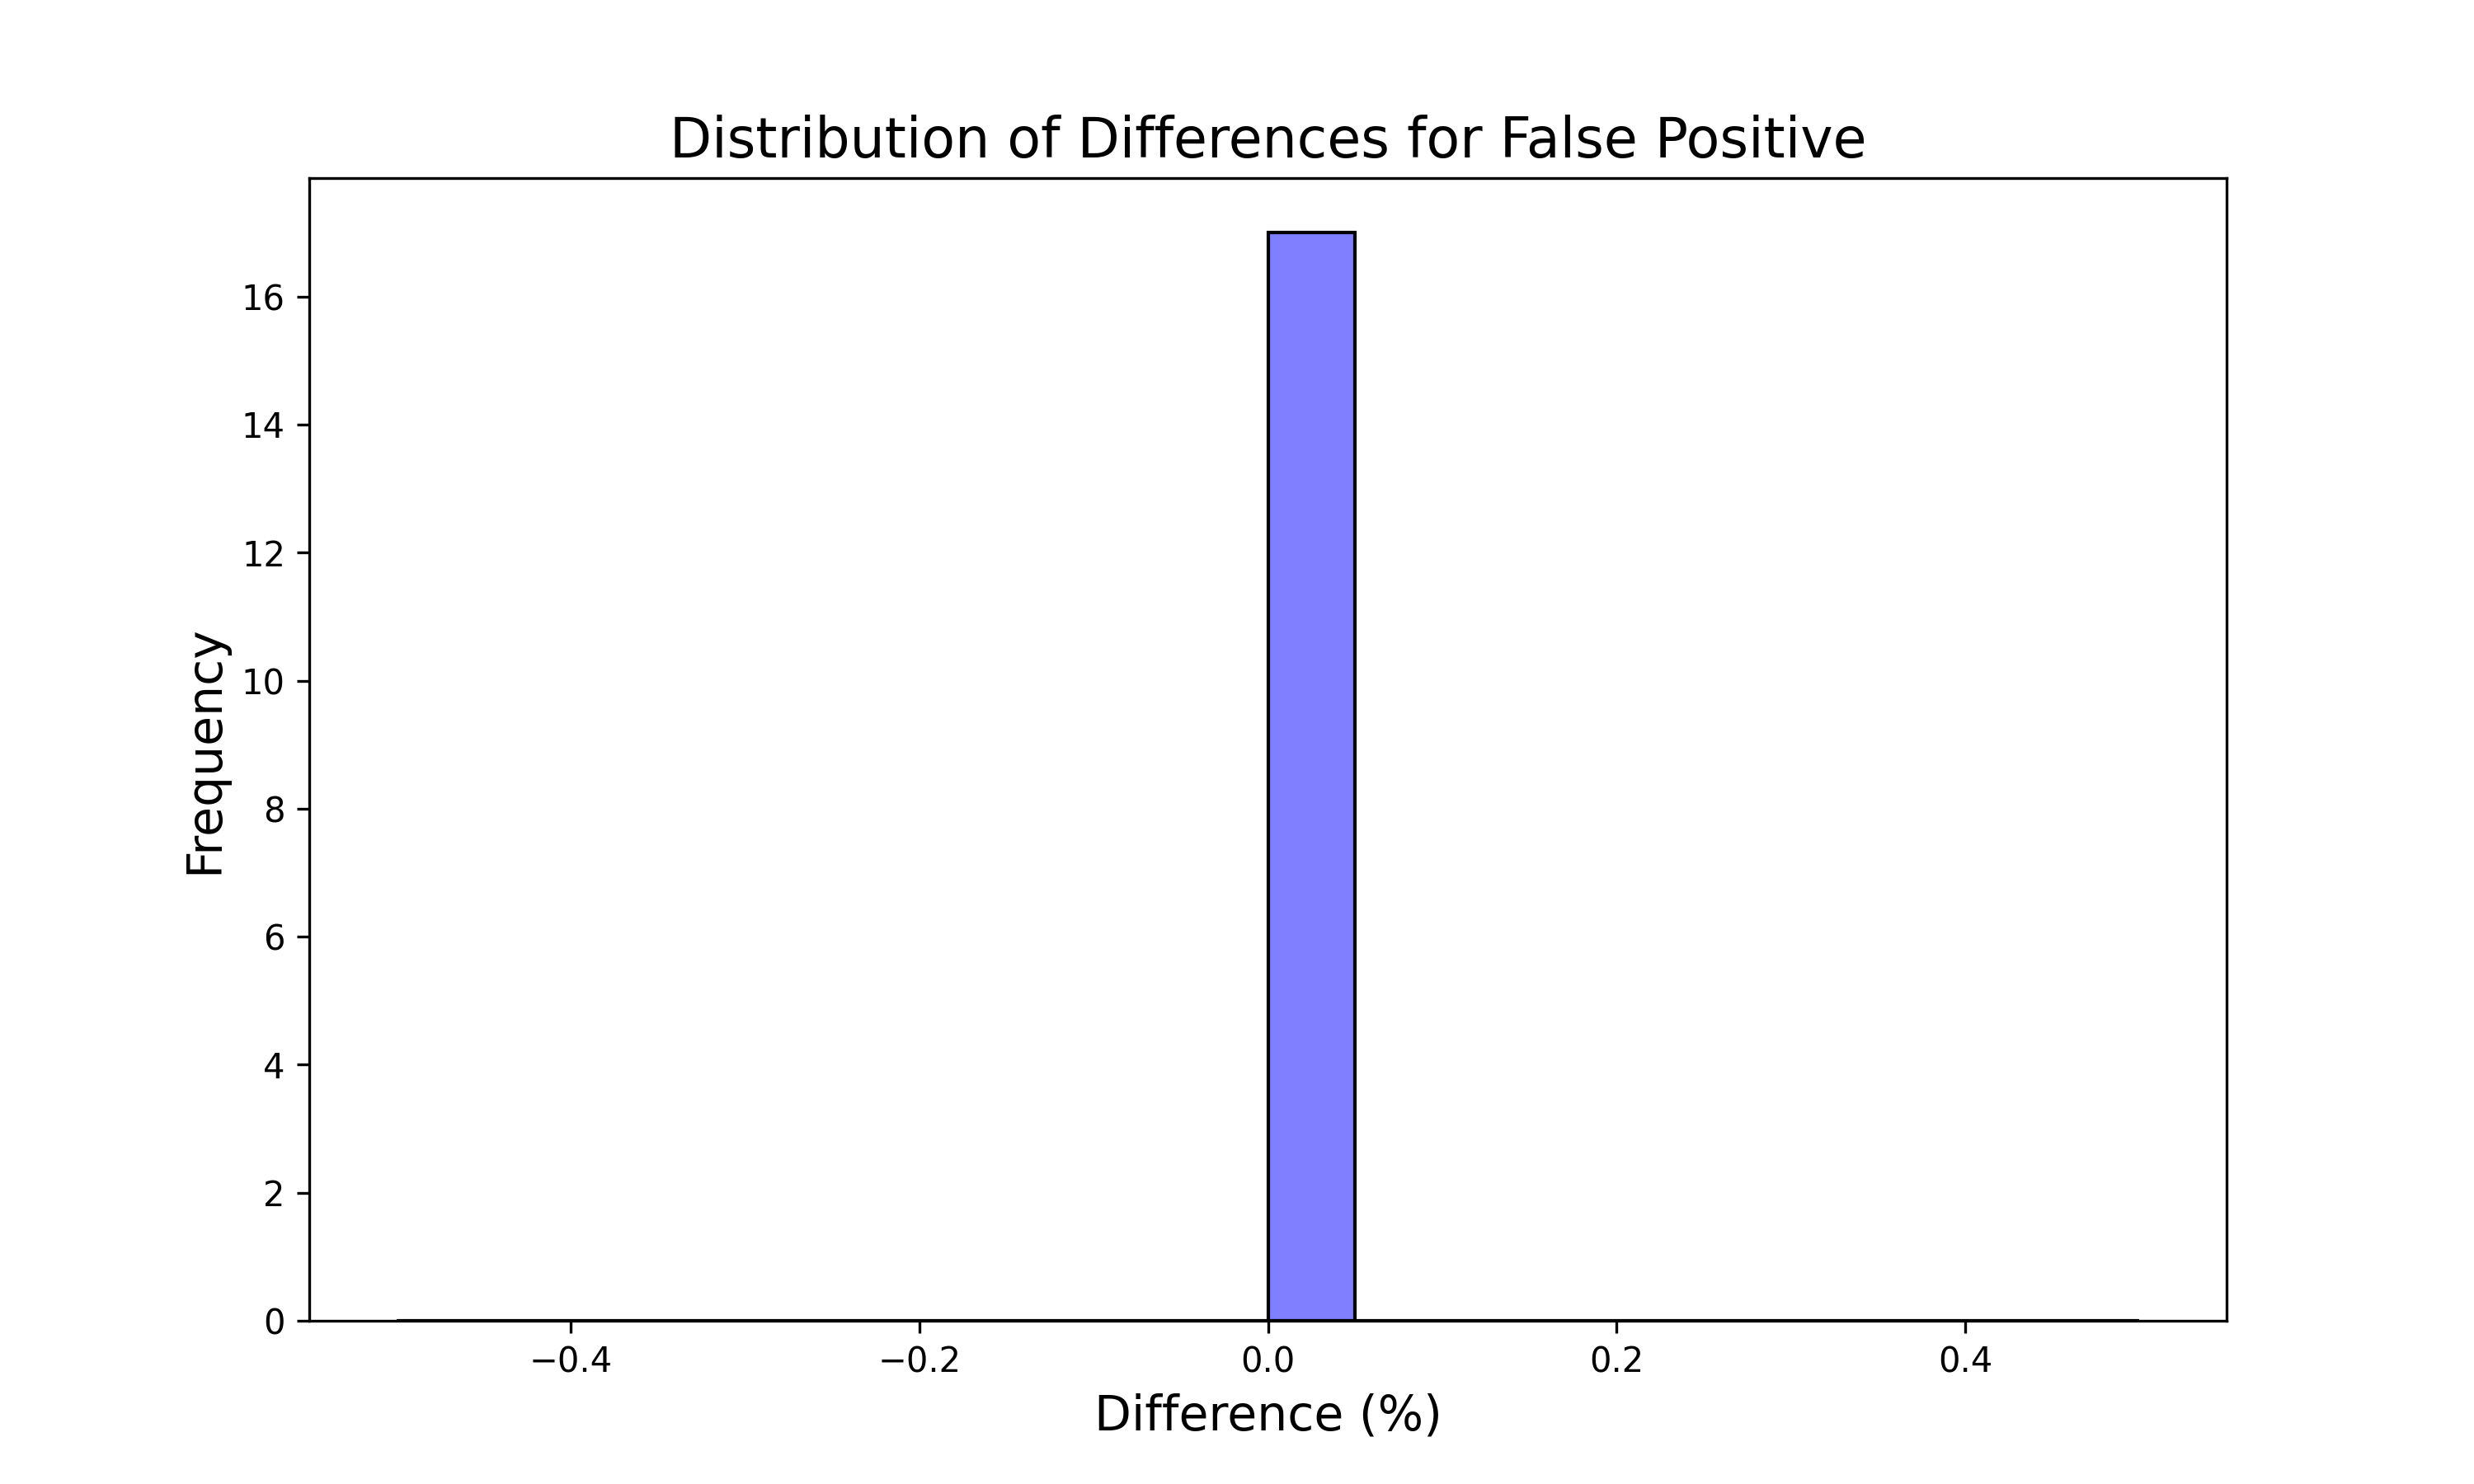 Distribution of Differences for False Positive
Frequency
16
14
12
10
8
6
4
2
0
−0.4 −0.2 0.0 0.2 0.4
Difference (%)